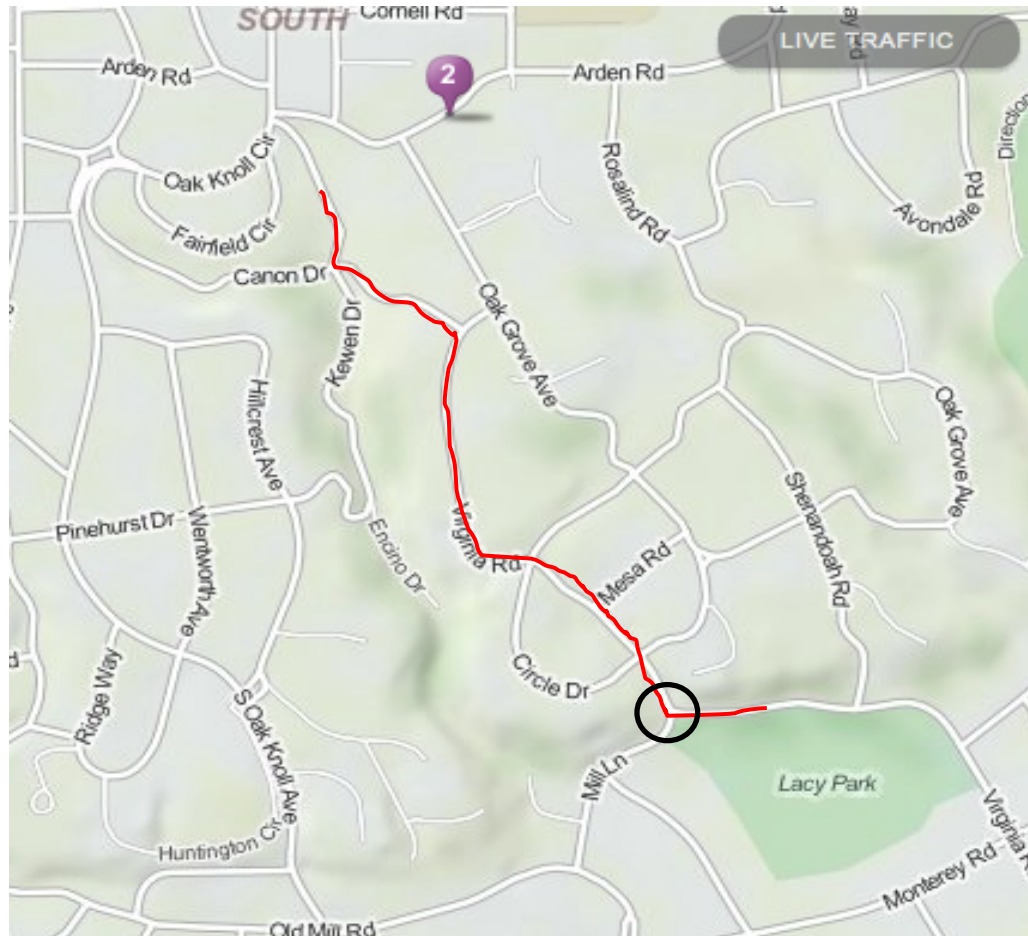 SOUTH
Cornell Rd
LIVE TRAFFIC
Arden Rd
2
Arden Rd
Oak Knoll Cir
Fairfield Cir
Canon Dr
Rosalind Rd
Avondale Rd
Kewen Dr
Oak Grove Ave
Hillcrest Ave
Oak Grove Ave
Pinehurst Dr
Wentworth Ave
Encino Dr
Virginia Rd
Mesa Rd
Shenandoah Rd
Circle Dr
Ridge Way
S Oak Knoll Ave
Mill Ln
Lacy Park
Huntington Cir
Monterey Rd
Old Mill Rd